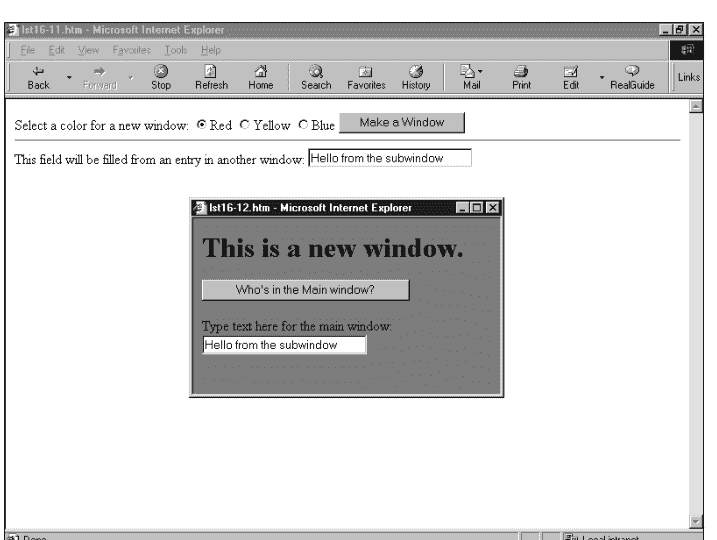 lst16-11.htm - Microsoft Internet Explorer
File Edit View Favorites Tools Help
Back Forward Stop Refresh Home Search Favorites History Mail Print Edit RealGuide Links
Select a color for a new window: Red Yellow Blue Make a Window
This field will be filled from an entry in another window: Hello from the subwindow
lst16-12.htm - Microsoft Internet Explorer
This is a new window.
Who's in the Main window?
Type text here for the main window:
Hello from the subwindow
Done Local intranet